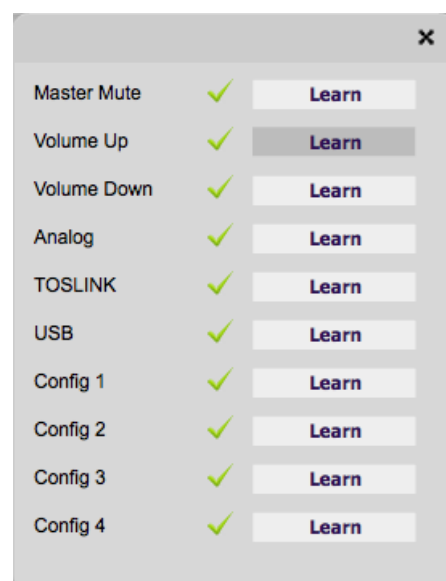 Master Mute Learn
Volume Up Learn
Volume Down Learn
Analog Learn
TOSLINK Learn
USB Learn
Config 1 Learn
Config 2 Learn
Config 3 Learn
Config 4 Learn